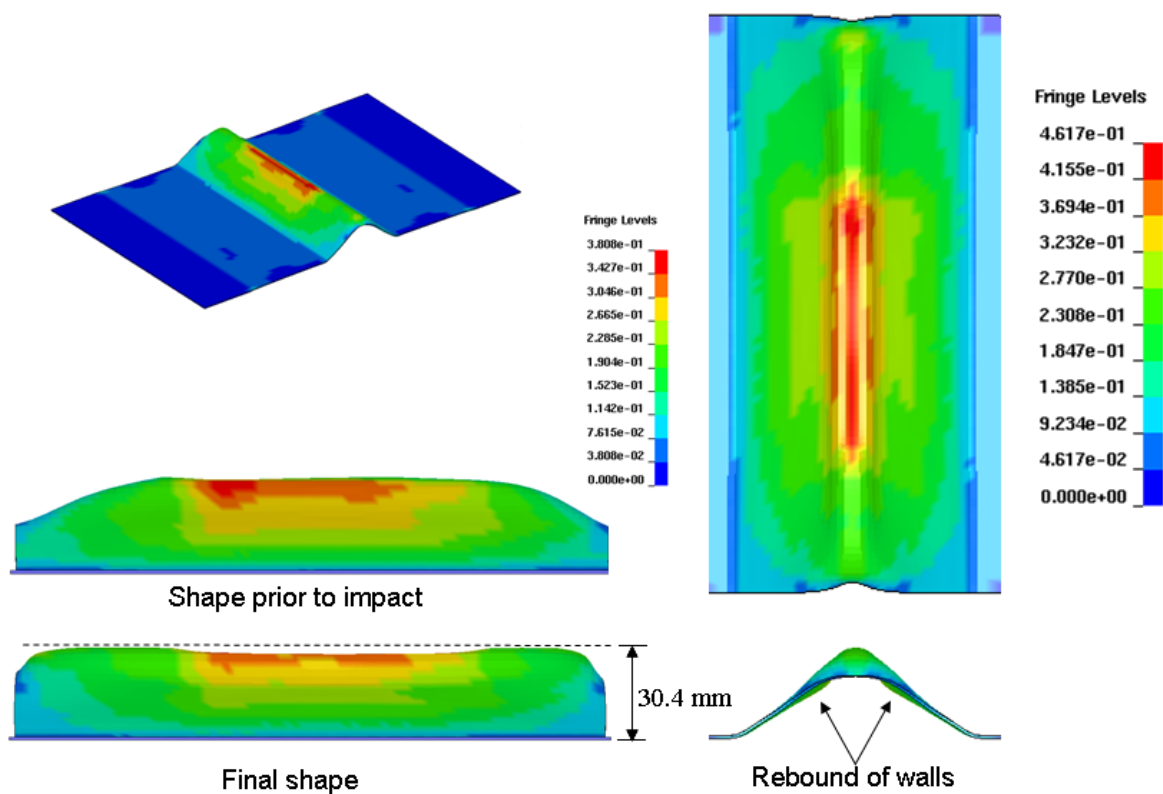 Fringe Levels
3.808e-01
3.427e-01
3.046e-01
2.665e-01
2.285e-01
1.904e-01
1.523e-01
1.142e-01
7.615e-02
3.808e-02
0.000e+00
Fringe Levels
4.617e-01
4.155e-01
3.694e-01
3.232e-01
2.770e-01
2.308e-01
1.847e-01
1.385e-01
9.234e-02
4.617e-02
0.000e+00
Shape prior to impact
30.4 mm
Final shape
Rebound of walls